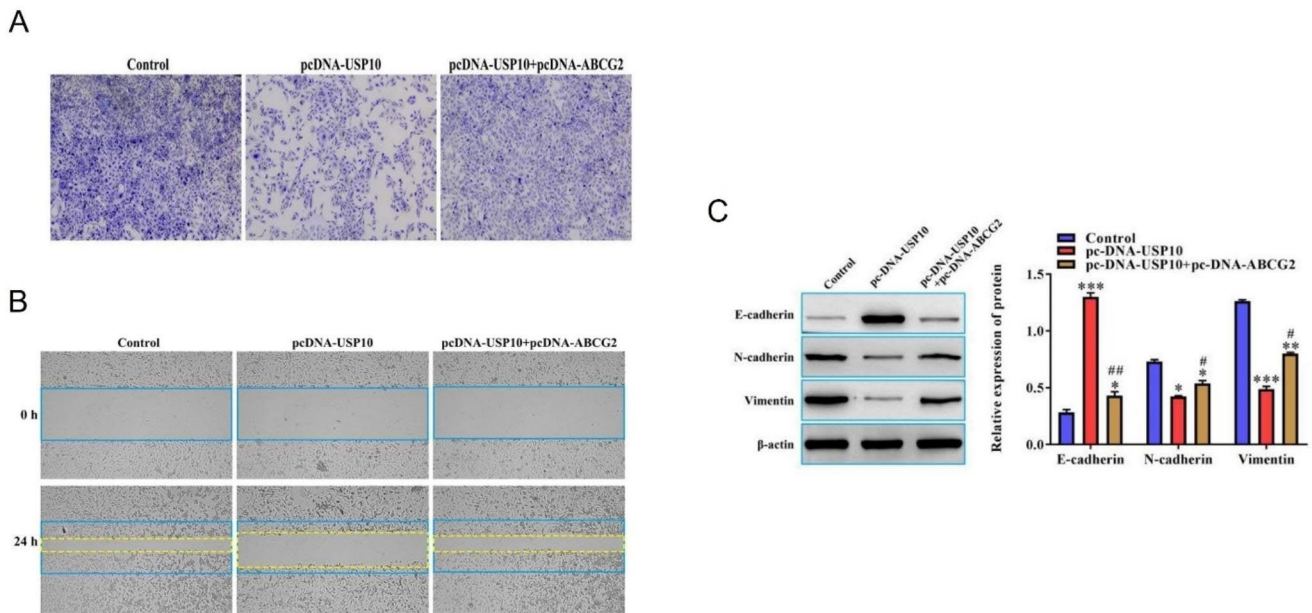 A
Control
pcDNA-USP10
pcDNA-USP10+pcDNA-ABCG2
B
Control
pcDNA-USP10
pcDNA-USP10+pcDNA-ABCG2
0 h
24 h
C
Control
pc-DNA-USP10
pc-DNA-USP10
+pc-DNA-ABCG2
E-cadherin
N-cadherin
Vimentin
β-actin
Control
pc-DNA-USP10
pc-DNA-USP10+pc-DNA-ABCG2
Relative expression of protein
1.5
1.0
0.5
0.0
***
##
*
*
#
*
***
#
**
E-cadherin
N-cadherin
Vimentin